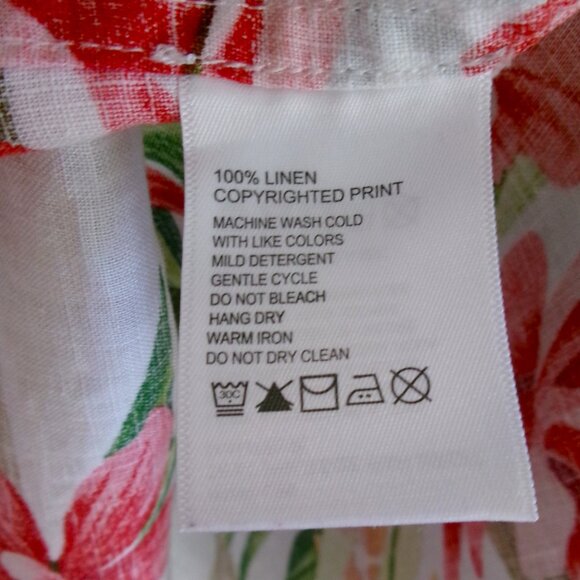 100% LINEN
COPYRIGHTED PRINT
MACHINE WASH COLD
WITH LIKE COLORS
MILD DETERGENT
GENTLE CYCLE
DO NOT BLEACH
HANG DRY
WARM IRON
DO NOT DRY CLEAN
30C